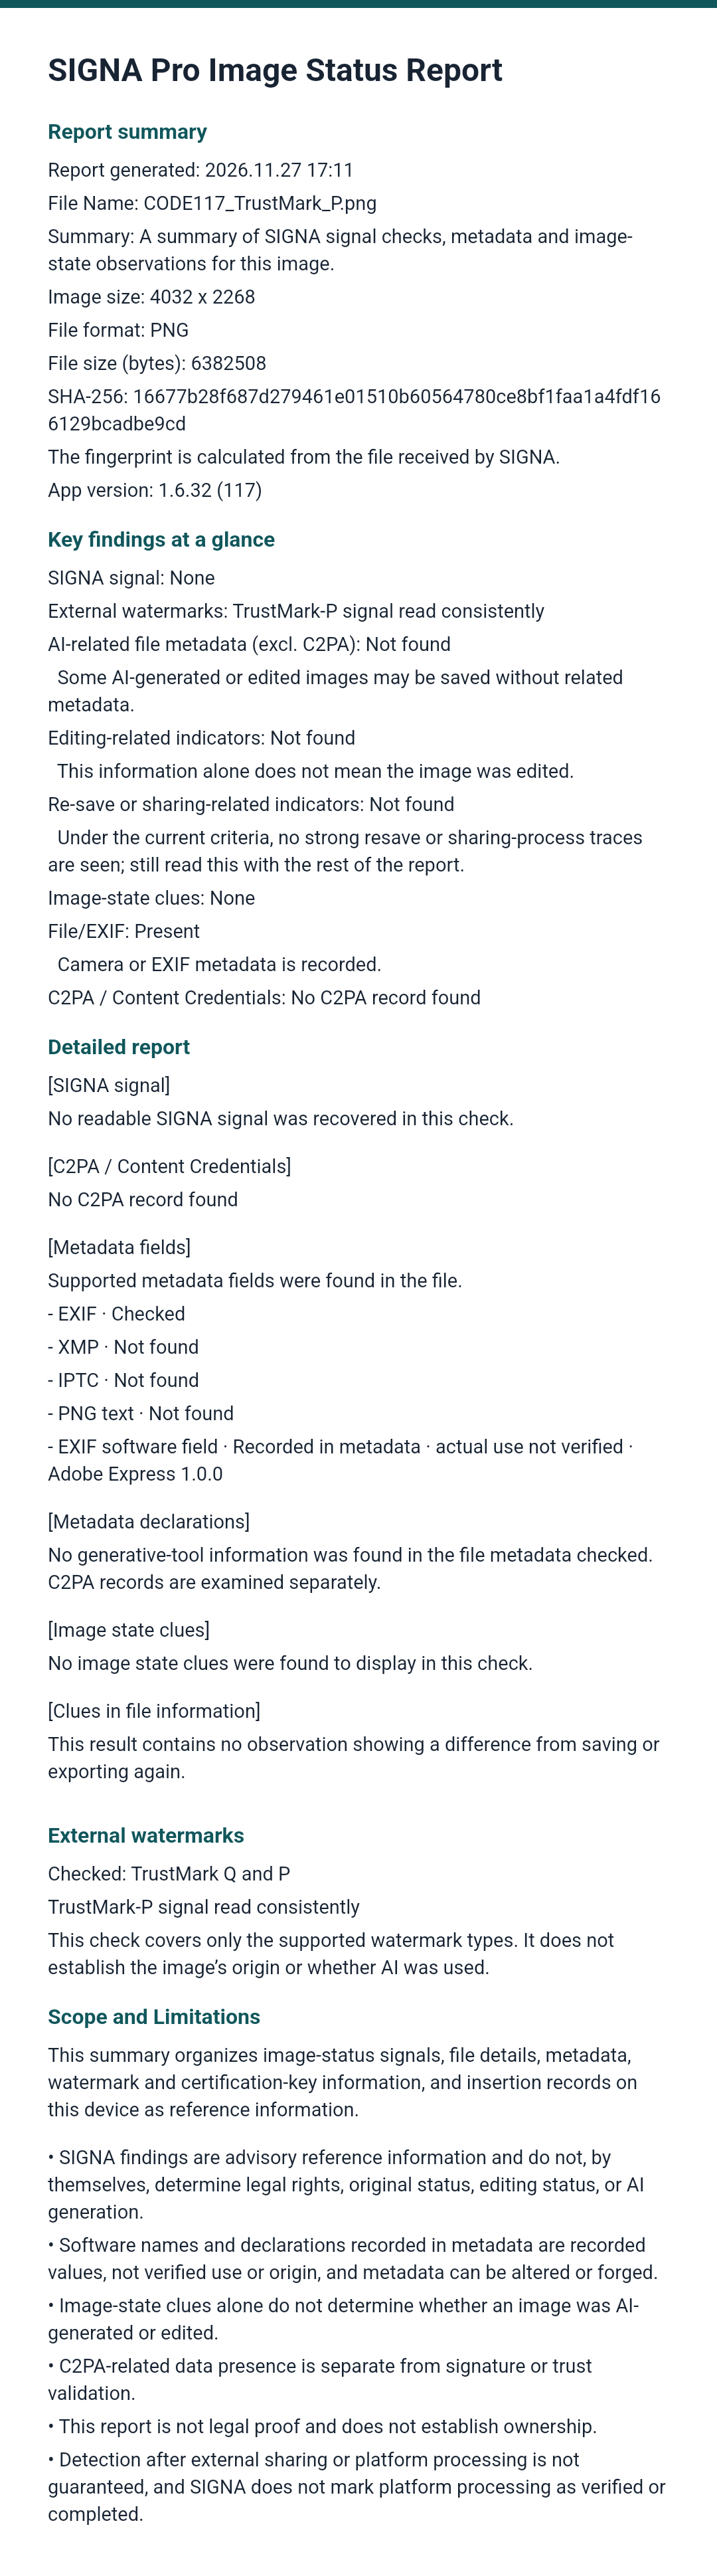 SIGNA Pro Image Status Report
Report summary
Report generated: 2026.11.27 17:11
File Name: CODE117_TrustMark_P.png
Summary: A summary of SIGNA signal checks, metadata and image-
state observations for this image.
Image size: 4032 x 2268
File format: PNG
File size (bytes): 6382508
SHA-256: 16677b28f687d279461e01510b60564780ce8bf1faa1a4fdf16
6129bcadbe9cd
The fingerprint is calculated from the file received by SIGNA.
App version: 1.6.32 (117)
Key findings at a glance
SIGNA signal: None
External watermarks: TrustMark-P signal read consistently
AI-related file metadata (excl. C2PA): Not found
Some AI-generated or edited images may be saved without related
metadata.
Editing-related indicators: Not found
This information alone does not mean the image was edited.
Re-save or sharing-related indicators: Not found
Under the current criteria, no strong resave or sharing-process traces
are seen; still read this with the rest of the report.
Image-state clues: None
File/EXIF: Present
Camera or EXIF metadata is recorded.
C2PA / Content Credentials: No C2PA record found
Detailed report
[SIGNA signal]
No readable SIGNA signal was recovered in this check.
[C2PA / Content Credentials]
No C2PA record found
[Metadata fields]
Supported metadata fields were found in the file.
- EXIF · Checked
- XMP · Not found
- IPTC · Not found
- PNG text · Not found
- EXIF software field · Recorded in metadata · actual use not verified ·
Adobe Express 1.0.0
[Metadata declarations]
No generative-tool information was found in the file metadata checked.
C2PA records are examined separately.
[Image state clues]
No image state clues were found to display in this check.
[Clues in file information]
This result contains no observation showing a difference from saving or
exporting again.
External watermarks
Checked: TrustMark Q and P
TrustMark-P signal read consistently
This check covers only the supported watermark types. It does not
establish the image’s origin or whether AI was used.
Scope and Limitations
This summary organizes image-status signals, file details, metadata,
watermark and certification-key information, and insertion records on
this device as reference information.
• SIGNA findings are advisory reference information and do not, by
themselves, determine legal rights, original status, editing status, or AI
generation.
• Software names and declarations recorded in metadata are recorded
values, not verified use or origin, and metadata can be altered or forged.
• Image-state clues alone do not determine whether an image was AI-
generated or edited.
• C2PA-related data presence is separate from signature or trust
validation.
• This report is not legal proof and does not establish ownership.
• Detection after external sharing or platform processing is not
guaranteed, and SIGNA does not mark platform processing as verified or
completed.